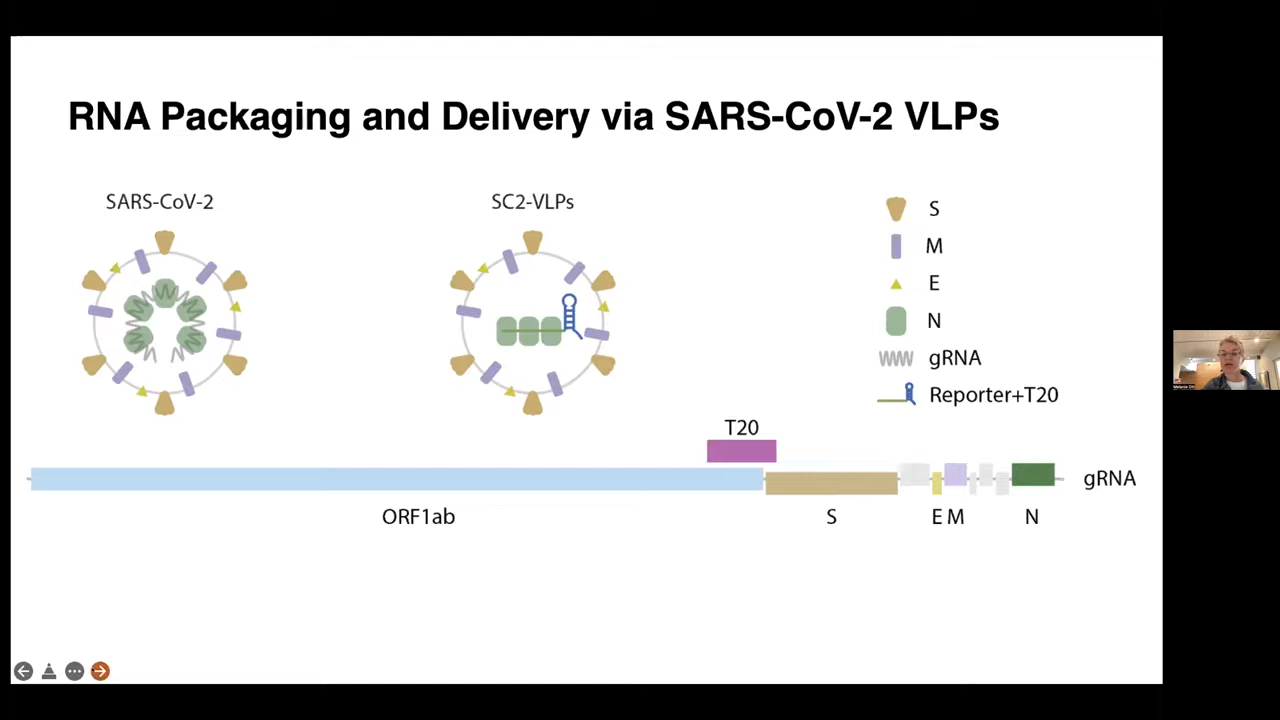 RNA Packaging and Delivery via SARS-CoV-2 VLPs
SARS-CoV-2
SC2-VLPs
S
M
E
N
gRNA
Reporter+T20
T20
gRNA
ORF1ab
S
E M
N